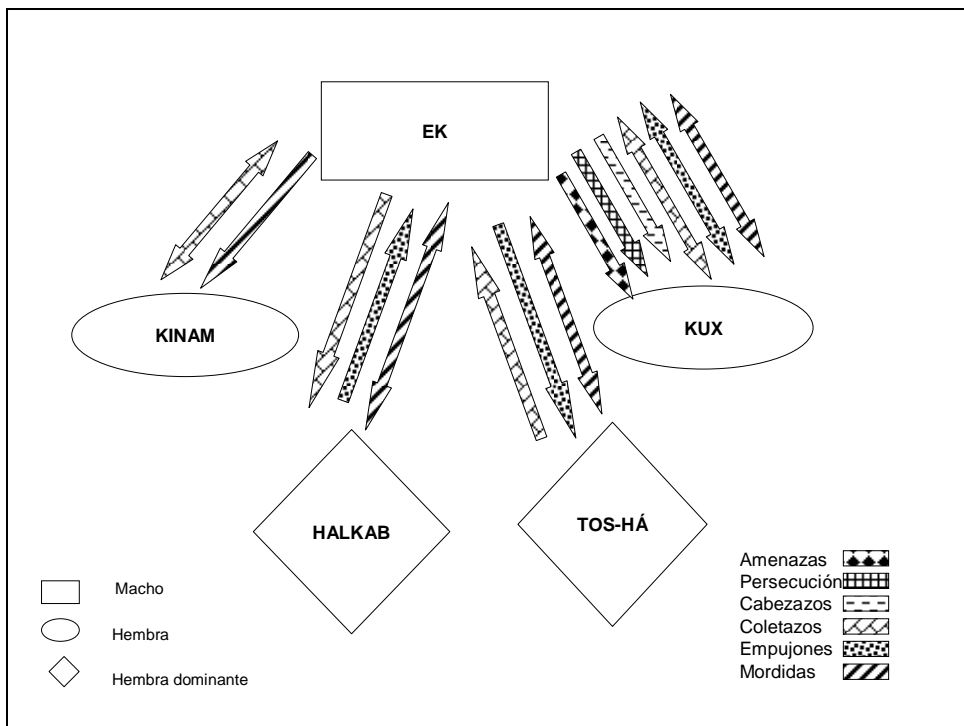 EK
KINAM
KUX
HALKAB
TOS-HÁ
Macho
Hembra
Hembra dominante
Amenazas
Persecución
Cabezazos
Coletazos
Empujones
Mordidas